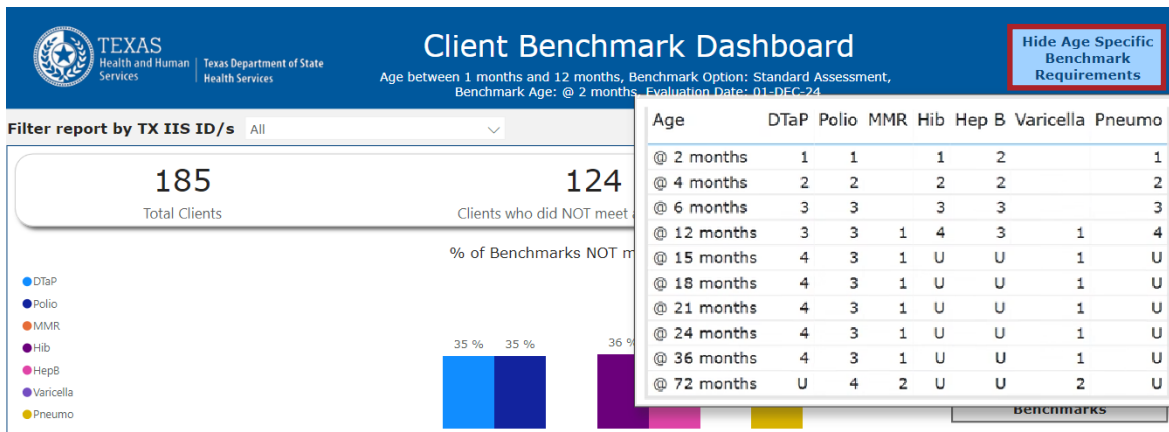 TEXAS
Health and Human Services
Texas Department of State Health Services
Client Benchmark Dashboard
Age between 1 months and 12 months, Benchmark Option: Standard Assessment,
Benchmark Age: @ 2 months, Evaluation Date: 01-DEC-24
Hide Age Specific
Benchmark
Requirements
Filter report by TX IIS ID/s All
185
Total Clients
124
Clients who did NOT meet
% of Benchmarks NOT
DTaP
Polio
MMR
Hib
HepB
Varicella
Pneumo
35 % 35 % 36 %
Age DTaP Polio MMR Hib Hep B Varicella Pneumo
@ 2 months 1 1 1 2 1
@ 4 months 2 2 2 2 2
@ 6 months 3 3 3 3 3
@ 12 months 3 3 1 4 3 1 4
@ 15 months 4 3 1 U U 1 U
@ 18 months 4 3 1 U U 1 U
@ 21 months 4 3 1 U U 1 U
@ 24 months 4 3 1 U U 1 U
@ 36 months 4 3 1 U U 1 U
@ 72 months U 4 2 U U 2 U
Benchmarks